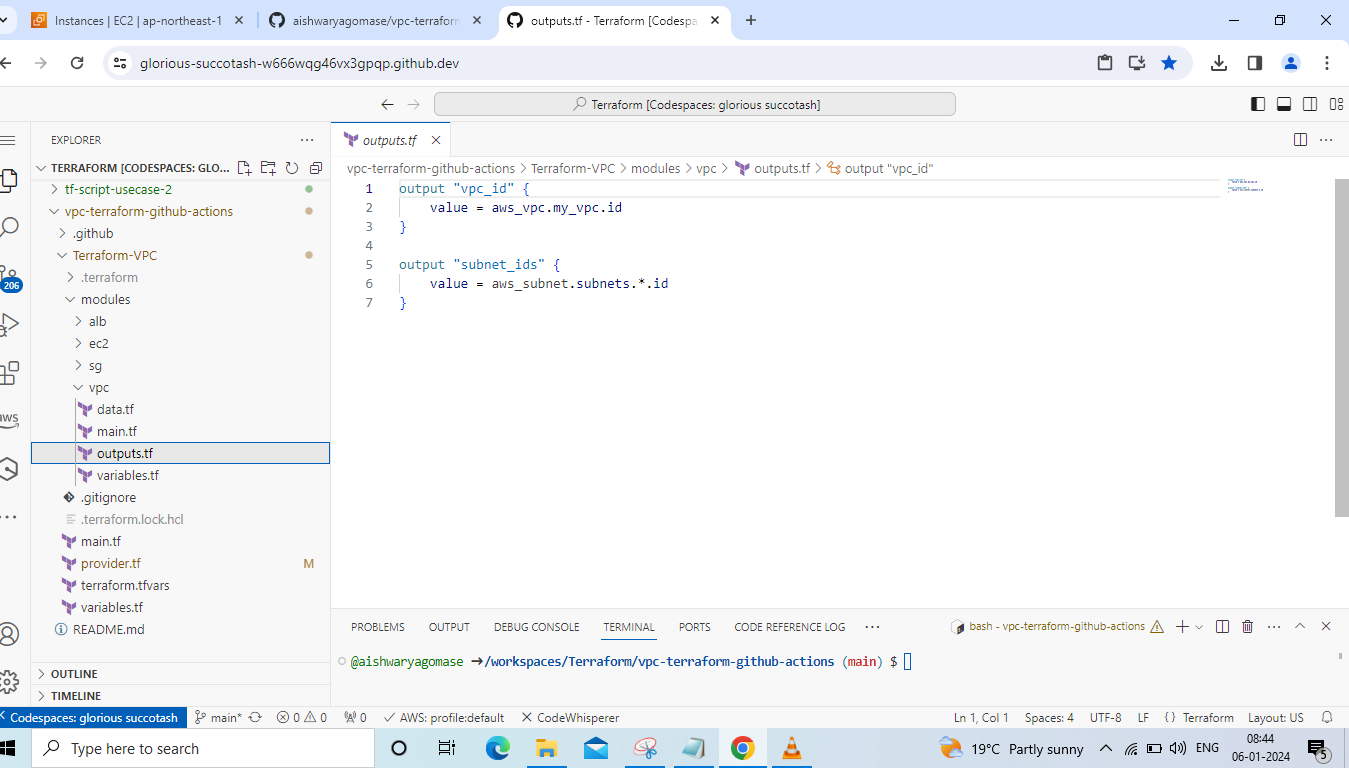 Instances | EC2 | ap-northeast-1
aishwaryagomase/vpc-terraform
outputs.tf - Terraform [Codespa
glorious-succotash-w666wqg46vx3gpqp.github.dev
Terraform [Codespaces: glorious succotash]
EXPLORER
TERRAFORM [CODESPACES: GLO...
tf-script-usecase-2
vpc-terraform-github-actions
.github
Terraform-VPC
.terraform
modules
alb
ec2
sg
vpc
data.tf
main.tf
outputs.tf
variables.tf
.gitignore
.terraform.lock.hcl
main.tf
provider.tf M
terraform.tfvars
variables.tf
README.md
OUTLINE
TIMELINE
206
aws
outputs.tf
vpc-terraform-github-actions > Terraform-VPC > modules > vpc > outputs.tf > output "vpc_id"
1 output "vpc_id" {
2 value = aws_vpc.my_vpc.id
3 }
4
5 output "subnet_ids" {
6 value = aws_subnet.subnets.*.id
7 }
PROBLEMS OUTPUT DEBUG CONSOLE TERMINAL PORTS CODE REFERENCE LOG ...
bash - vpc-terraform-github-actions
@aishwaryagomase →/workspaces/Terraform/vpc-terraform-github-actions (main) $
Codespaces: glorious succotash main* 0 0 0 AWS: profile:default CodeWhisperer Ln 1, Col 1 Spaces: 4 UTF-8 LF {} Terraform Layout: US
Type here to search
19°C Partly sunny
ENG
08:44
06-01-2024
5